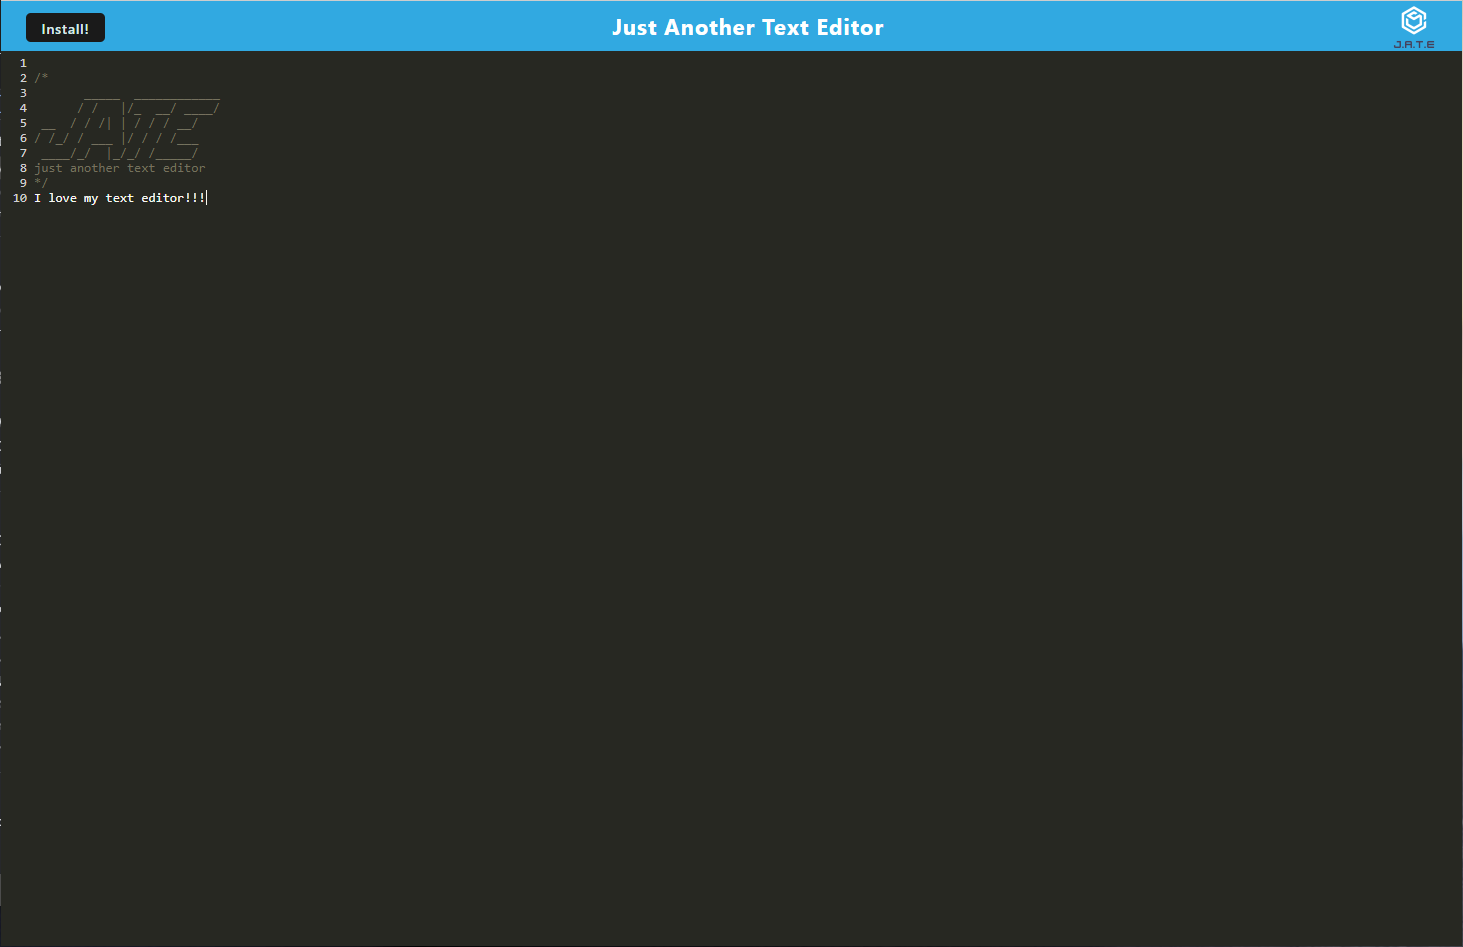 Install!
Just Another Text Editor
J.A.T.E
1
2 /*
3        _____  ____________
4       / /   |/_  __/ ____/
5  __  / / /| | / / / __/
6 / /_/ / ___ |/ / / /___
7  ____/_/  |_/_/ /_____/
8 just another text editor
9 */
10 I love my text editor!!!